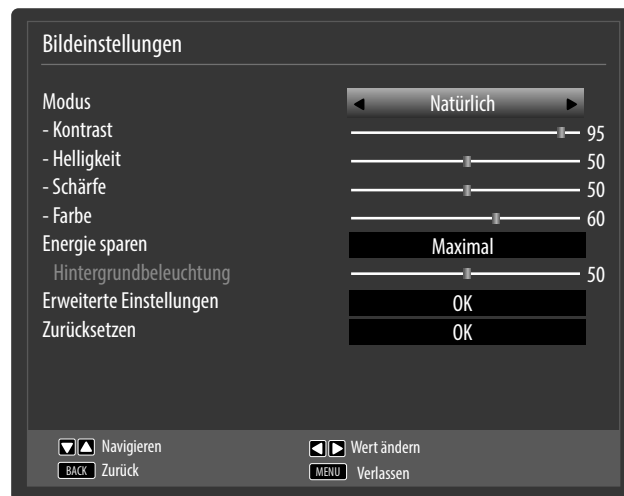 Bildeinstellungen
Modus Natürlich
- Kontrast 95
- Helligkeit 50
- Schärfe 50
- Farbe 60
Energie sparen Maximal
Hintergrundbeleuchtung 50
Erweiterte Einstellungen OK
Zurücksetzen OK
Navigieren Wert ändern
BACK Zurück MENU Verlassen